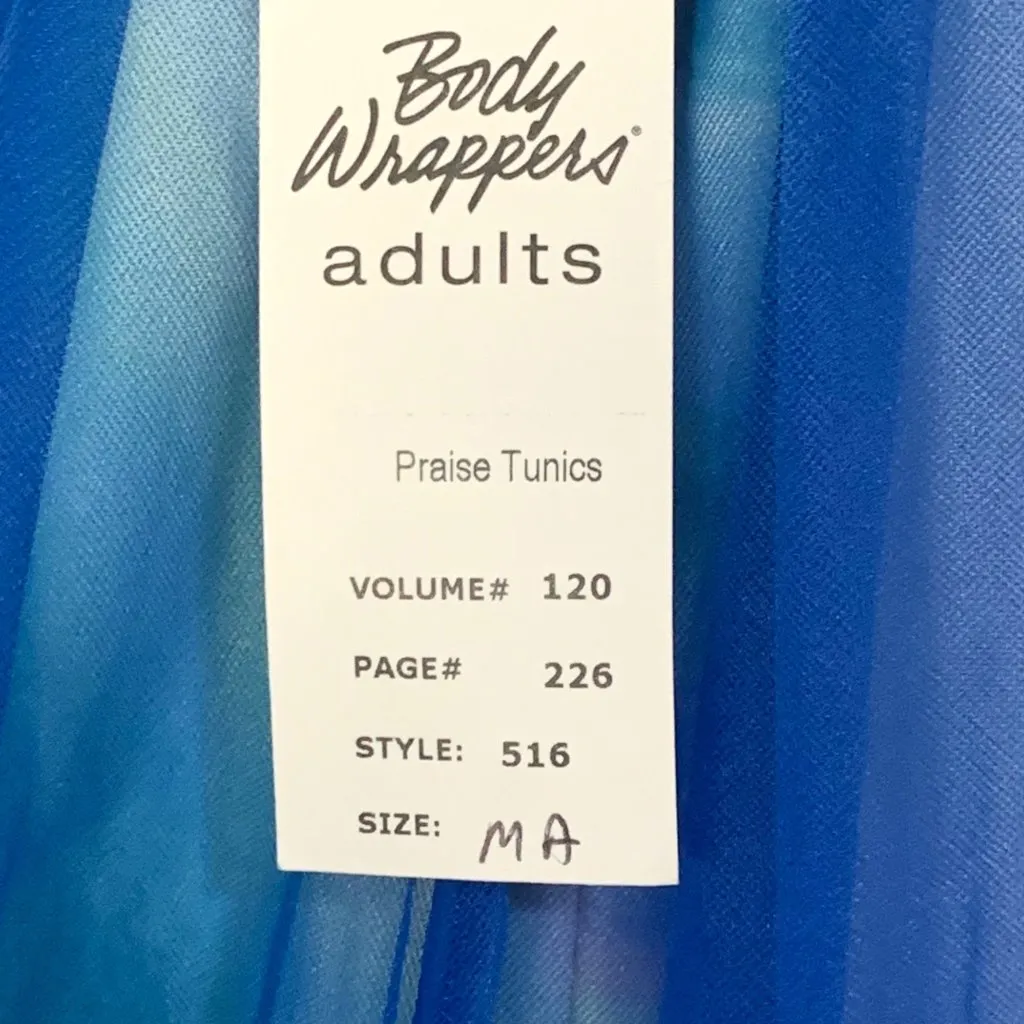 Body
Wrappers®
adults
Praise Tunics
VOLUME# 120
PAGE# 226
STYLE: 516
SIZE: MA